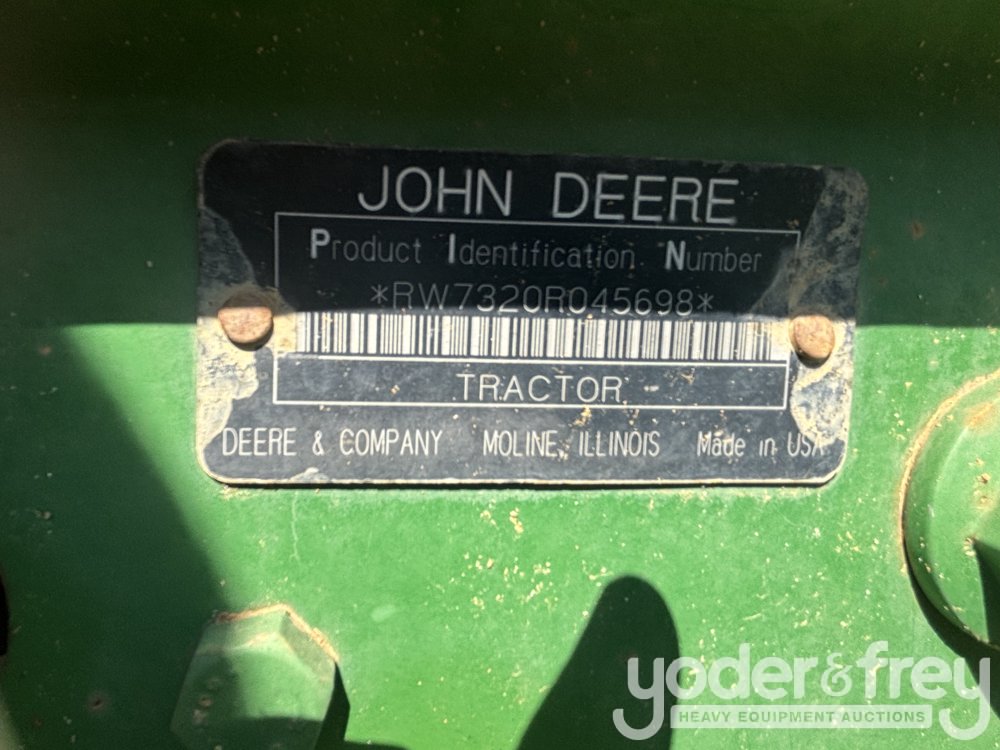 JOHN DEERE
Product Identification Number
*RW7320R045698*
TRACTOR
DEERE & COMPANY MOLINE, ILLINOIS Made in USA
yoder&frey
HEAVY EQUIPMENT AUCTIONS